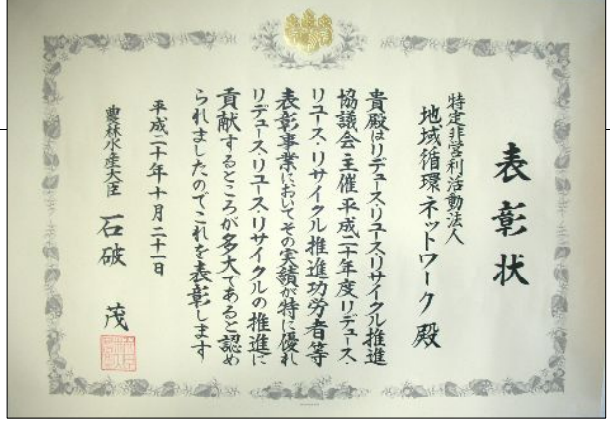 表彰状
特定非営利活動法人
地域循環ネットワーク 殿
貴殿はリデュース・リユース・リサイクル推進
協議会主催平成二十年度リデュース・
リユース・リサイクル推進功労者等
表彰事業においてその実績が特に優れ
リデュース・リユース・リサイクルの推進に
貢献するところが多大であると認め
られましたのでこれを表彰します
平成二十年十月二十一日
農林水産大臣 石破 茂